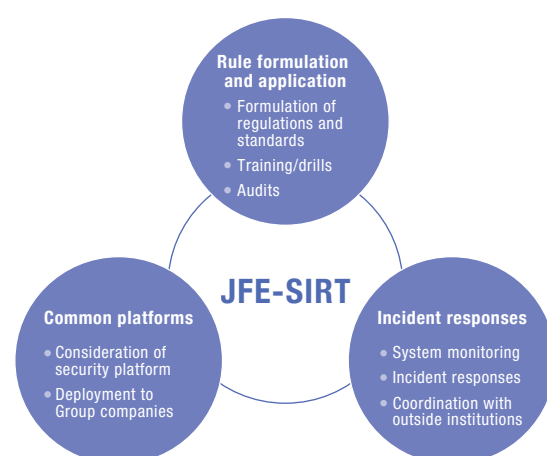 Rule formulation
and application
• Formulation of
regulations and
standards
• Training/drills
• Audits
JFE-SIRT
Common platforms
• Consideration of
security platform
• Deployment to
Group companies
Incident responses
• System monitoring
• Incident responses
• Coordination with
outside institutions